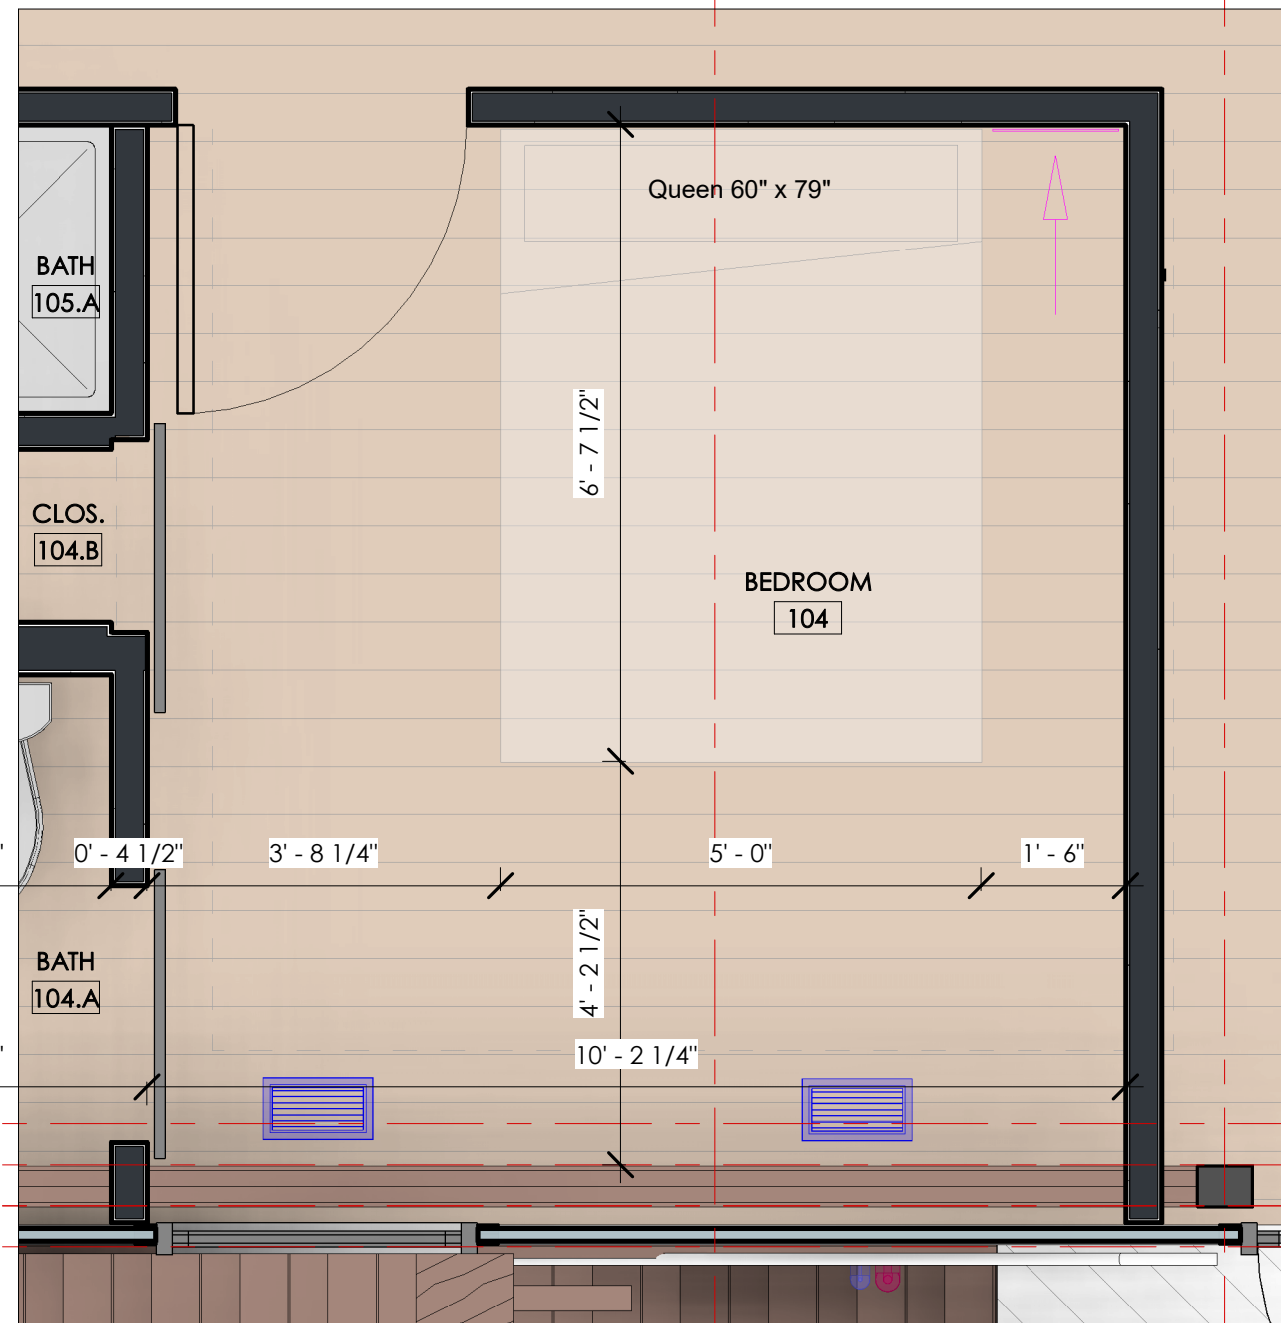 Queen 60" x 79"
BATH
105.A
6' - 7 1/2"
CLOS.
104.B
BEDROOM
104
0' - 4 1/2"
3' - 8 1/4"
5' - 0"
1' - 6"
4' - 2 1/2"
BATH
104.A
10' - 2 1/4"